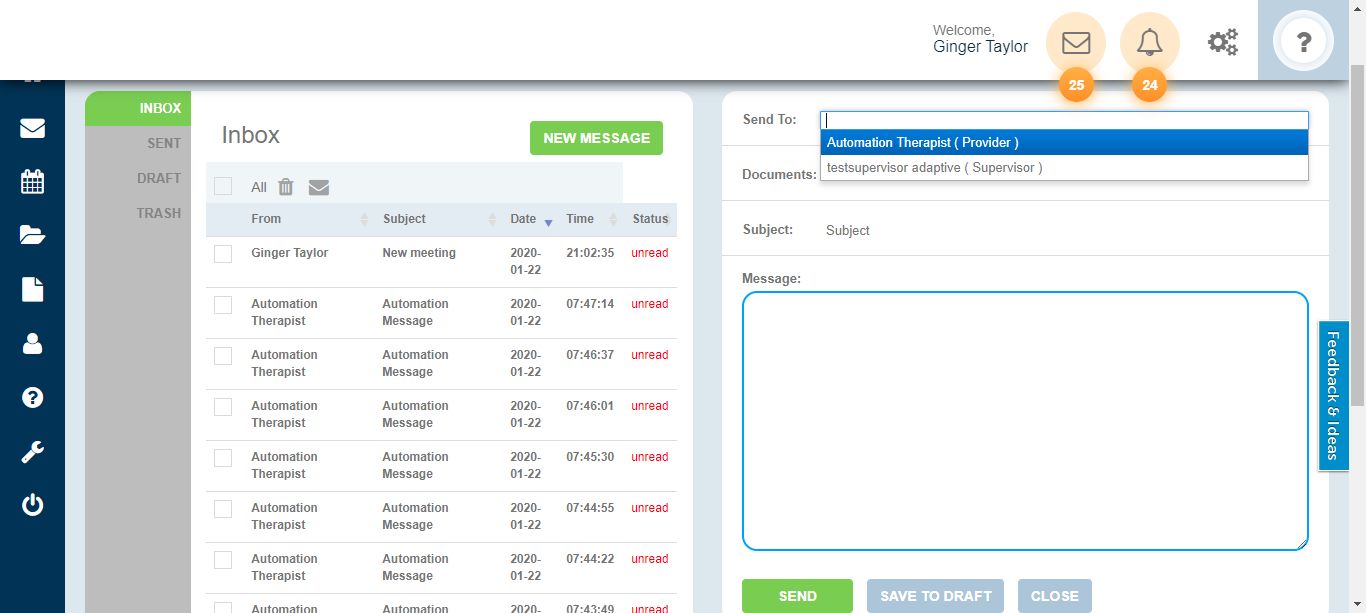 Welcome,
Ginger Taylor
?
25
24
INBOX
SENT
DRAFT
TRASH
Inbox
NEW MESSAGE
All
From Subject Date Time Status
Ginger Taylor New meeting 2020- 21:02:35 unread
01-22
Automation Automation 2020- 07:47:14 unread
Therapist Message 01-22
Automation Automation 2020- 07:46:37 unread
Therapist Message 01-22
Automation Automation 2020- 07:46:01 unread
Therapist Message 01-22
Automation Automation 2020- 07:45:30 unread
Therapist Message 01-22
Automation Automation 2020- 07:44:55 unread
Therapist Message 01-22
Automation Automation 2020- 07:44:22 unread
Therapist Message 01-22
Automation Automation 2020- 07:43:49 unread
Send To:
Automation Therapist ( Provider )
testsupervisor adaptive ( Supervisor )
Documents:
Subject: Subject
Message:
SEND SAVE TO DRAFT CLOSE
Feedback & Ideas